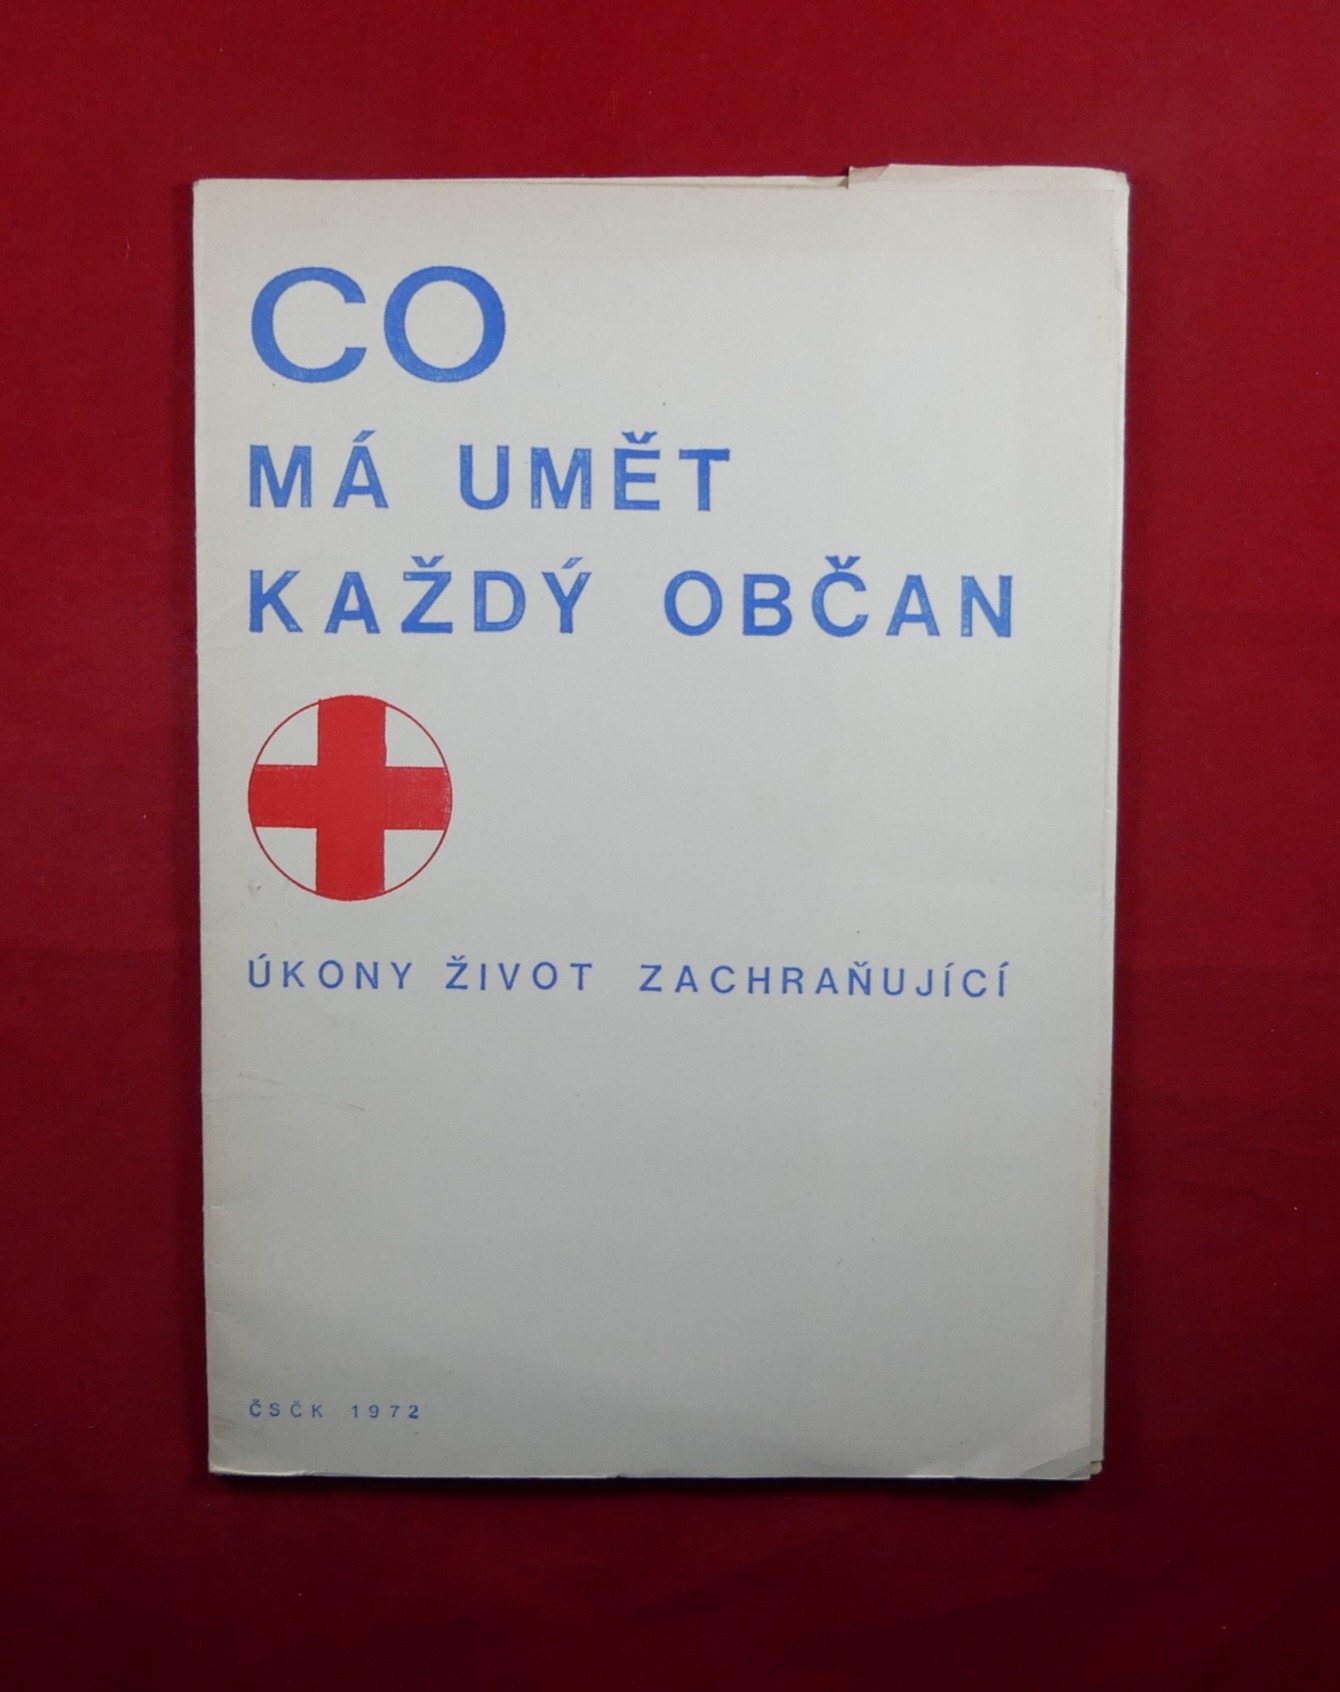 CO
MÁ UMĚT
KAŽDÝ OBČAN
ÚKONY ŽIVOT ZACHRAŇUJÍCÍ
ČSČK 1972